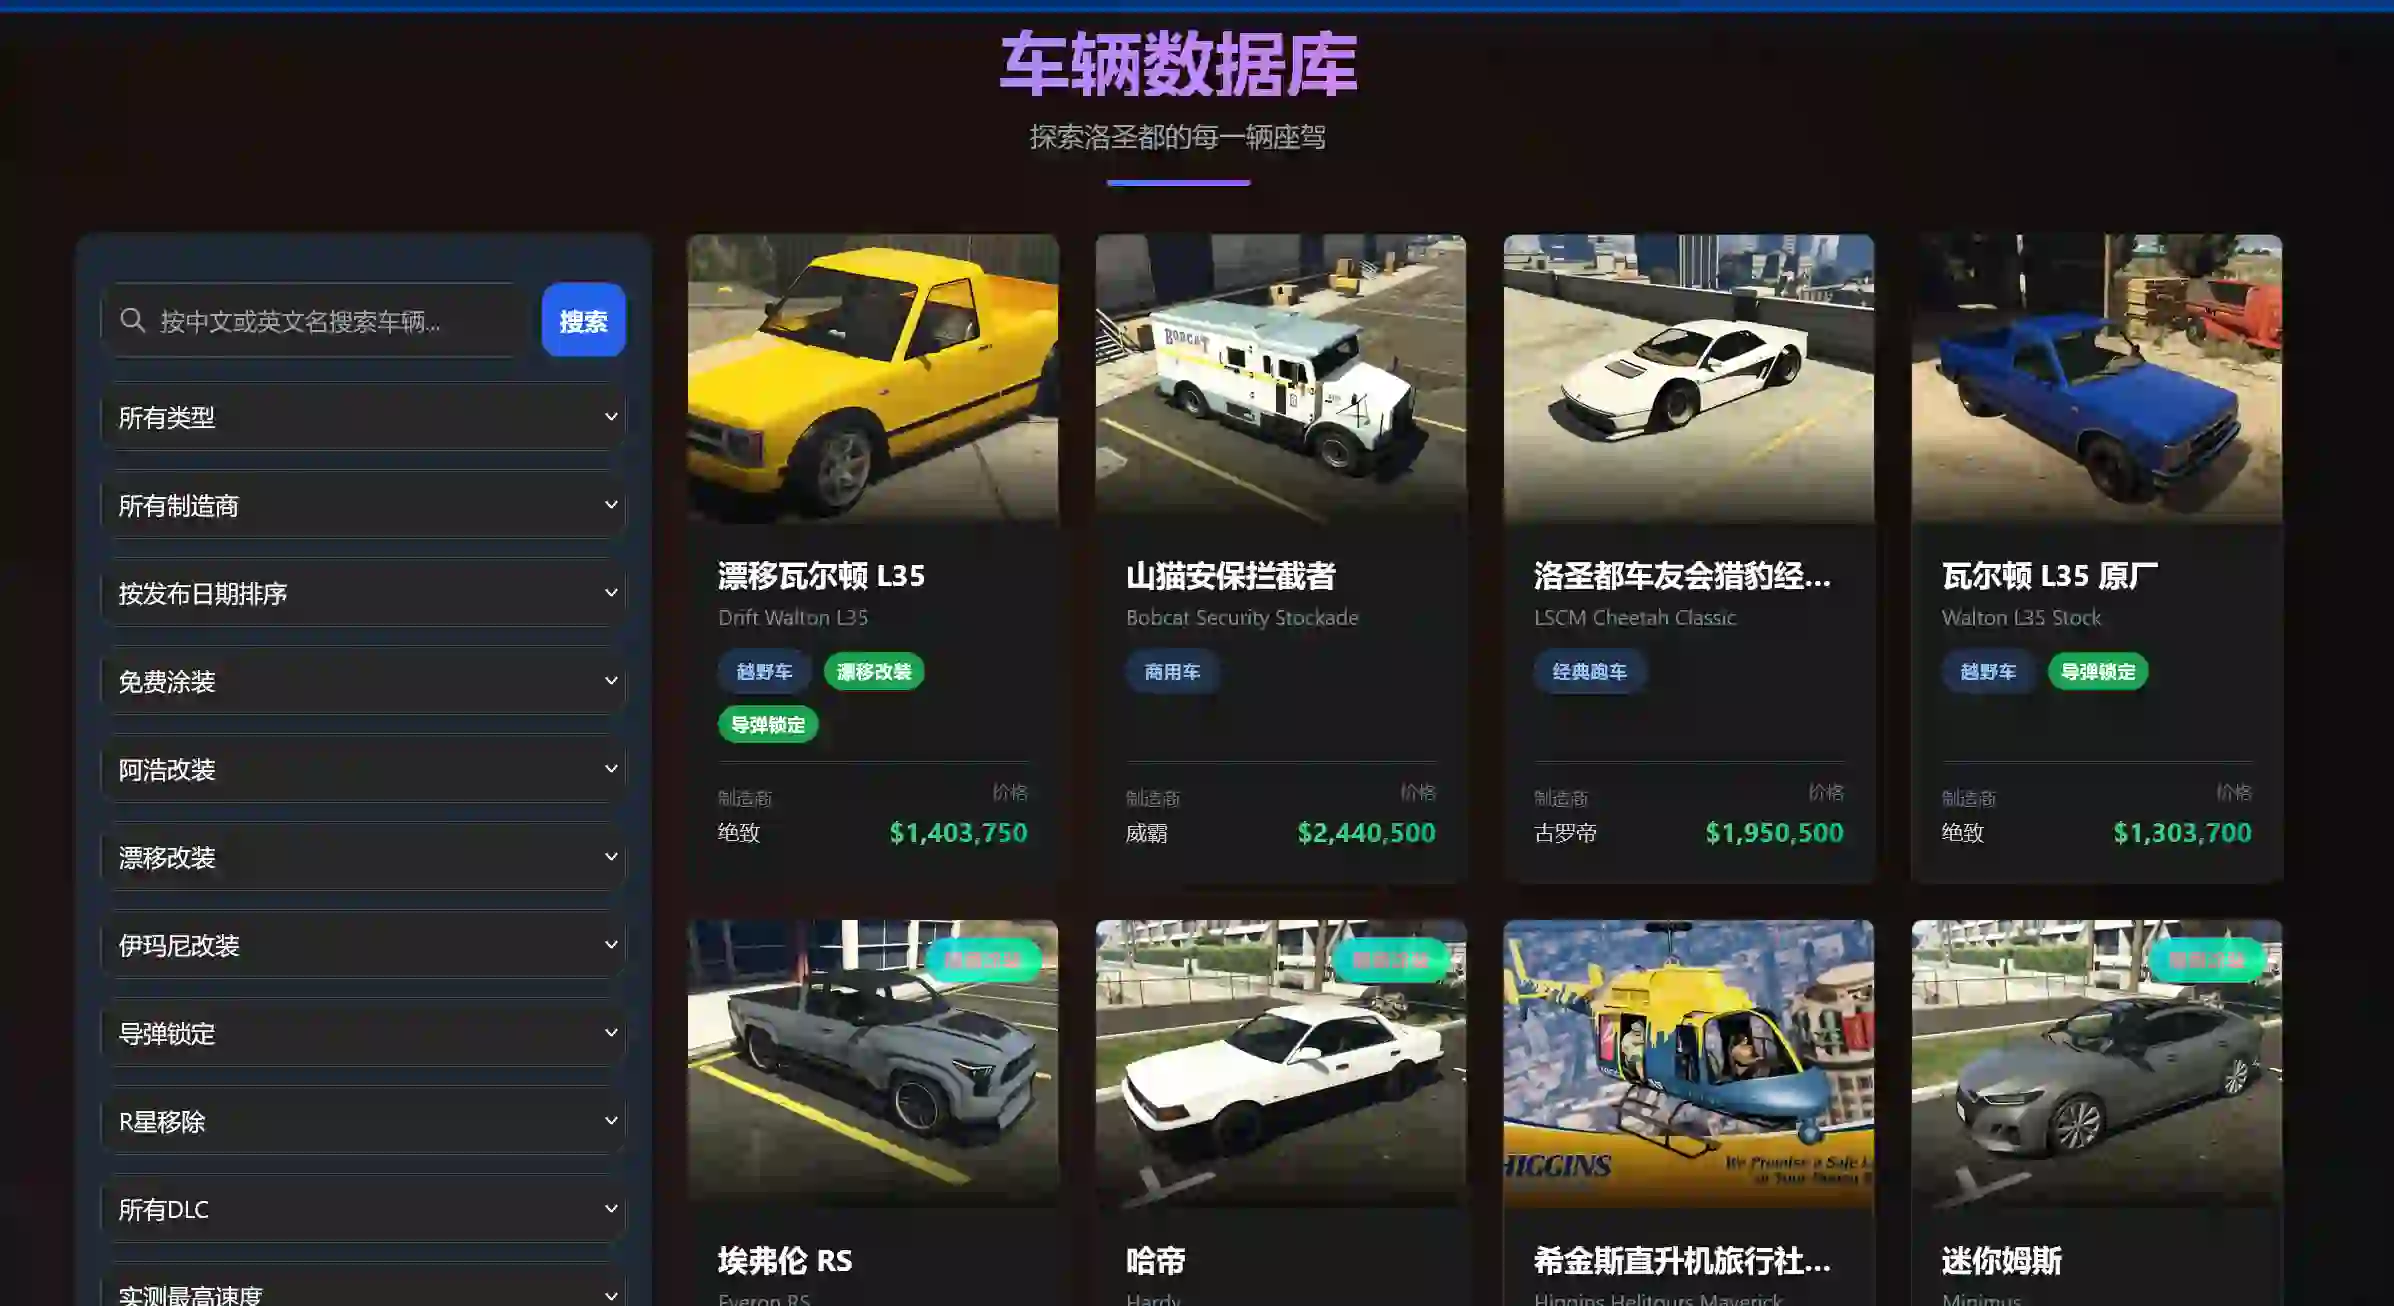 车辆数据库
探索洛圣都的每一辆座驾
按中文或英文名搜索车辆...
搜索
所有类型
所有制造商
按发布日期排序
免费涂装
阿浩改装
漂移改装
伊玛尼改装
导弹锁定
R星移除
所有DLC
实测最高速度
漂移瓦尔顿 L35
Drift Walton L35
越野车
漂移改装
导弹锁定
制造商
价格
绝致
$1,403,750
BOBCAT
山猫安保拦截者
Bobcat Security Stockade
商用车
制造商
价格
威霸
$2,440,500
洛圣都车友会猎豹经...
LSCM Cheetah Classic
经典跑车
制造商
价格
古罗帝
$1,950,500
瓦尔顿 L35 原厂
Walton L35 Stock
越野车
导弹锁定
制造商
价格
绝致
$1,303,700
埃弗伦 RS
Everon RS
哈帝
Hardy
HIGGINS
We Promise a Safe
希金斯直升机旅行社...
Higgins Helitours Maverick
迷你姆斯
Minimus